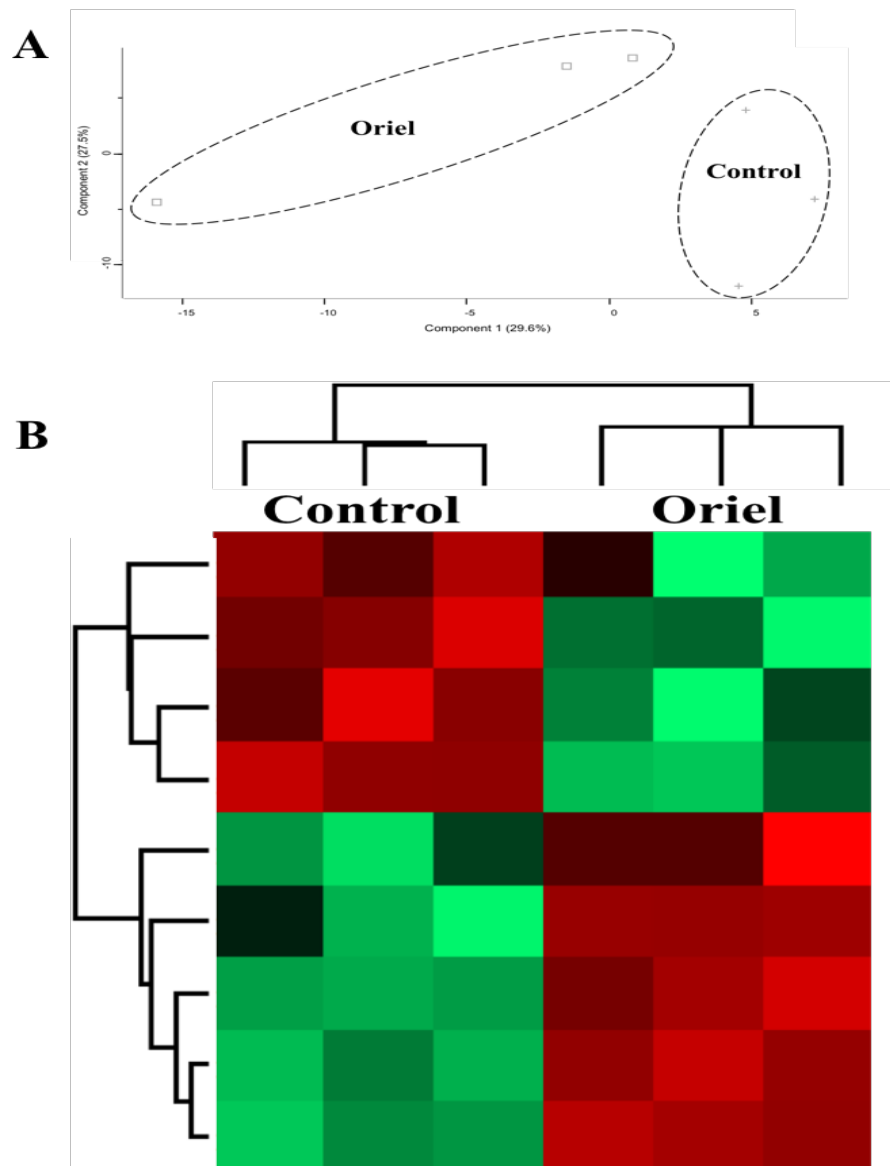 A
Oriel
Control
Component 2 (27.5%)
0
-10
-15
-10
-5
0
5
Component 1 (29.6%)
B
Control
Oriel